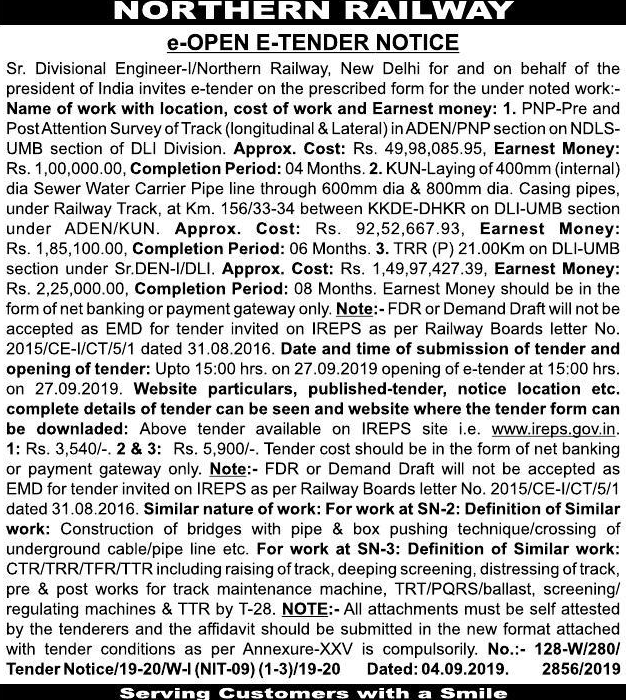 NORTHERN RAILWAY
e-OPEN E-TENDER NOTICE
Sr. Divisional Engineer-I/Northern Railway, New Delhi for and on behalf of the
president of India invites e-tender on the prescribed form for the under noted work:-
Name of work with location, cost of work and Earnest money: 1. PNP-Pre and
Post Attention Survey of Track (longitudinal & Lateral) in ADEN/PNP section on NDLS-
UMB section of DLI Division. Approx. Cost: Rs. 49,98,085.95, Earnest Money:
Rs. 1,00,000.00, Completion Period: 04 Months. 2. KUN-Laying of 400mm (internal)
dia Sewer Water Carrier Pipe line through 600mm dia & 800mm dia. Casing pipes,
under Railway Track, at Km. 156/33-34 between KKDE-DHKR on DLI-UMB section
under ADEN/KUN. Approx. Cost: Rs. 92,52,667.93, Earnest Money:
Rs. 1,85,100.00, Completion Period: 06 Months. 3. TRR (P) 21.00Km on DLI-UMB
section under Sr.DEN-I/DLI. Approx. Cost: Rs. 1,49,97,427.39, Earnest Money:
Rs. 2,25,000.00, Completion Period: 08 Months. Earnest Money should be in the
form of net banking or payment gateway only. Note:- FDR or Demand Draft will not be
accepted as EMD for tender invited on IREPS as per Railway Boards letter No.
2015/CE-I/CT/5/1 dated 31.08.2016. Date and time of submission of tender and
opening of tender: Upto 15:00 hrs. on 27.09.2019 opening of e-tender at 15:00 hrs.
on 27.09.2019. Website particulars, published-tender, notice location etc.
complete details of tender can be seen and website where the tender form can
be downladed: Above tender available on IREPS site i.e. www.ireps.gov.in.
1: Rs. 3,540/-. 2 & 3: Rs. 5,900/-. Tender cost should be in the form of net banking
or payment gateway only. Note:- FDR or Demand Draft will not be accepted as
EMD for tender invited on IREPS as per Railway Boards letter No. 2015/CE-I/CT/5/1
dated 31.08.2016. Similar nature of work: For work at SN-2: Definition of Similar
work: Construction of bridges with pipe & box pushing technique/crossing of
underground cable/pipe line etc. For work at SN-3: Definition of Similar work:
CTR/TRR/TFR/TTR including raising of track, deeping screening, distressing of track,
pre & post works for track maintenance machine, TRT/PQRS/ballast, screening/
regulating machines & TTR by T-28. NOTE:- All attachments must be self attested
by the tenderers and the affidavit should be submitted in the new format attached
with tender conditions as per Annexure-XXV is compulsorily. No.:- 128-W/280/
Tender Notice/19-20/W-I (NIT-09) (1-3)/19-20 Dated: 04.09.2019. 2856/2019
Serving Customers with a Smile